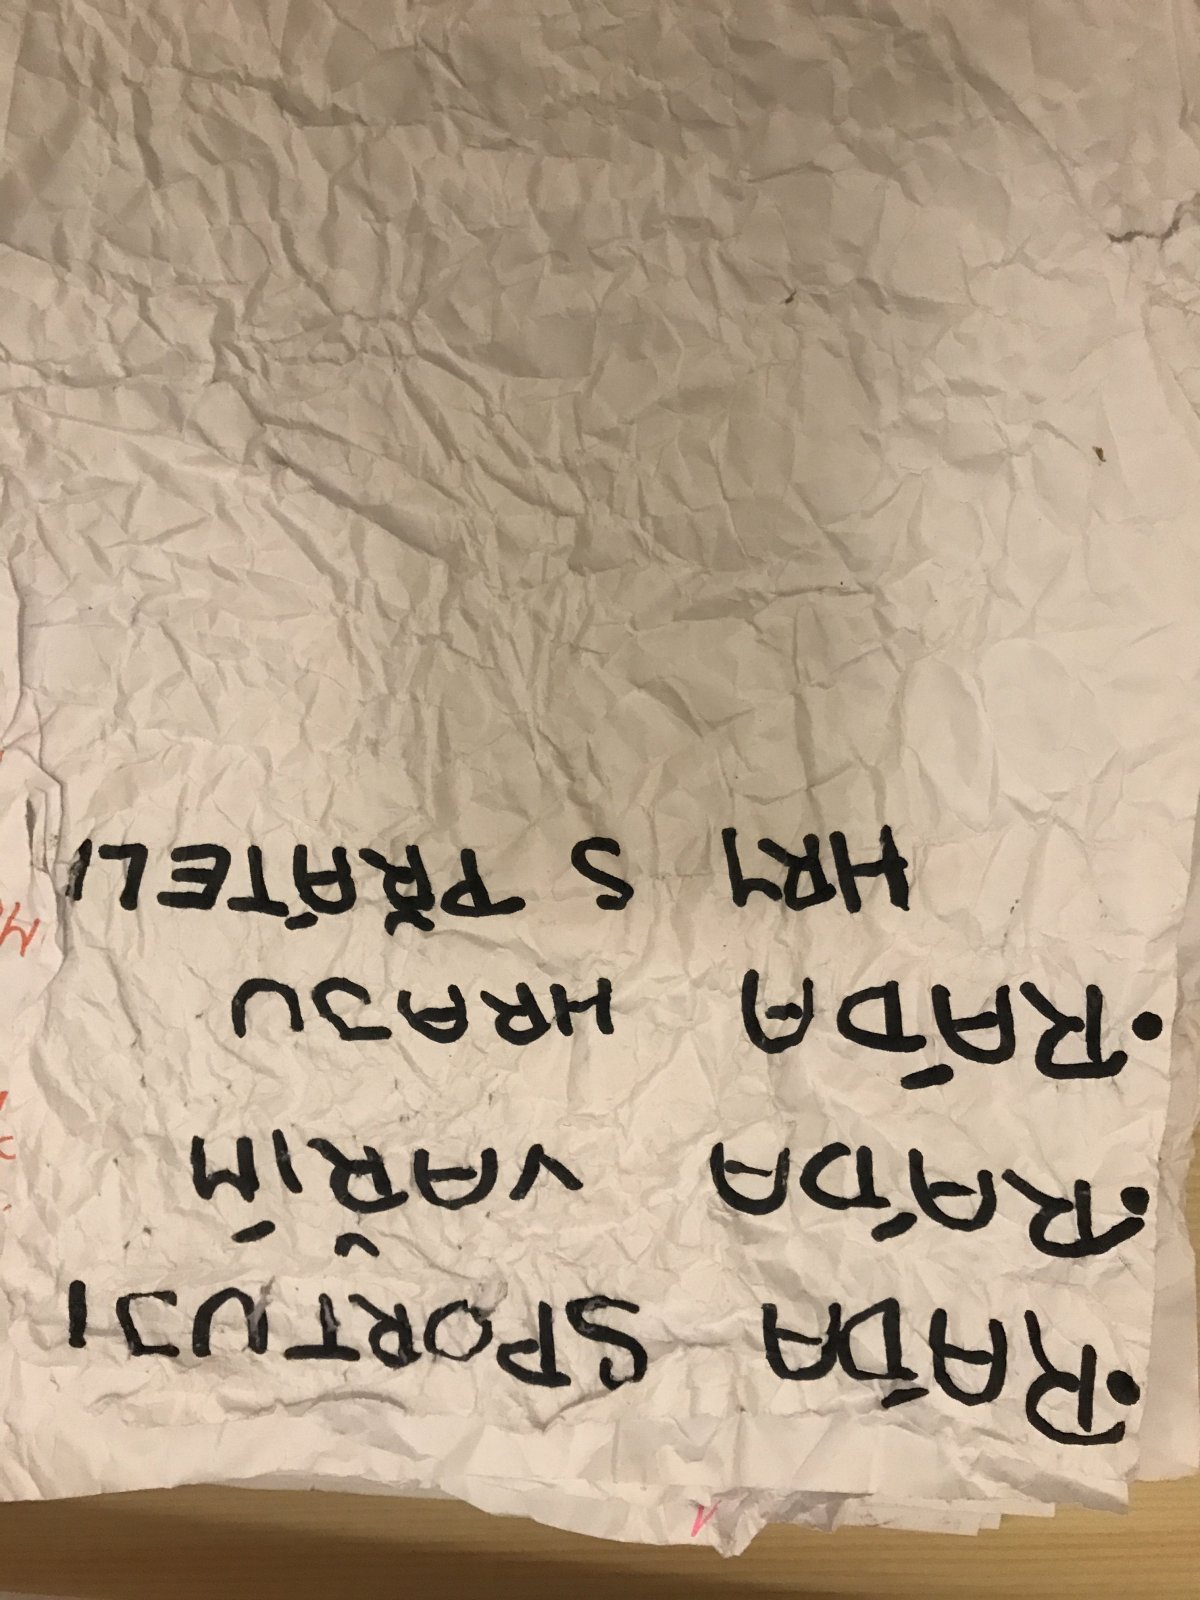 •RÁDA SPORTUJI
•RÁDA VAŘÍM
•RÁDA HRAJU
HRY S PŘÁTELI